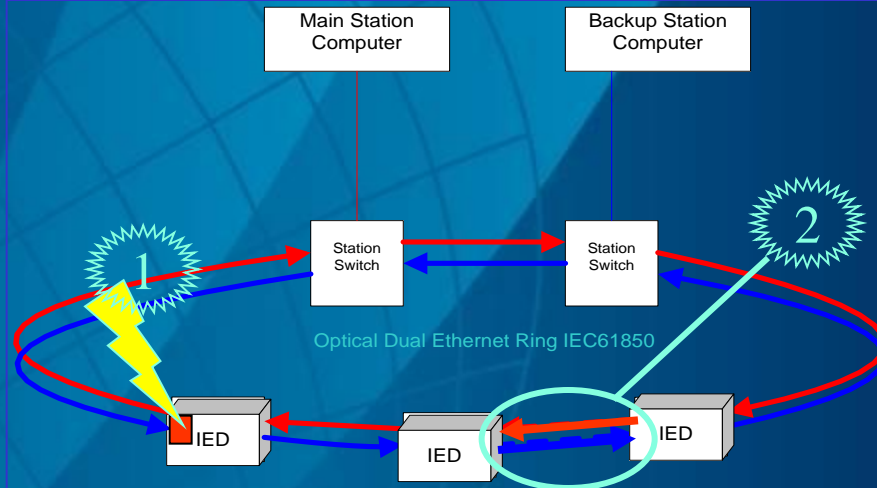 Main Station
Computer
Backup Station
Computer
1
2
Station
Switch
Station
Switch
Optical Dual Ethernet Ring IEC61850
IED
IED
IED